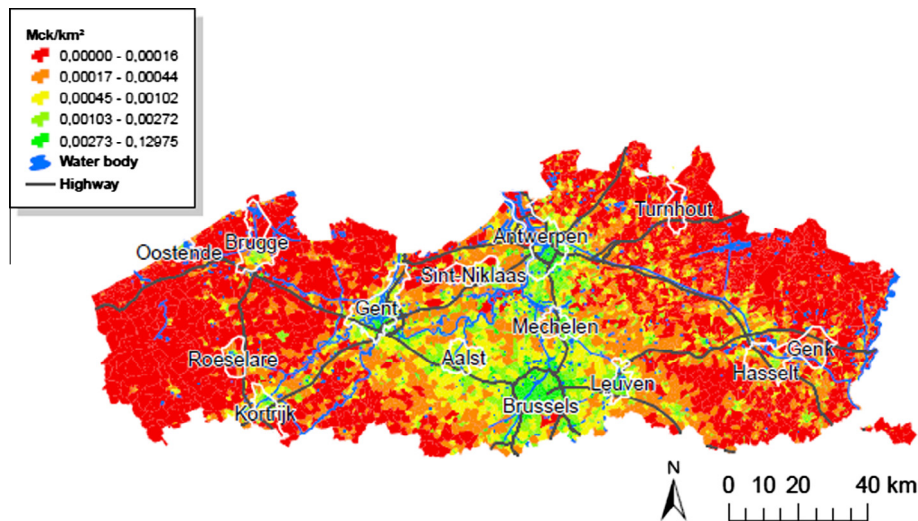 Mck/km²
0,00000 - 0,00016
0,00017 - 0,00044
0,00045 - 0,00102
0,00103 - 0,00272
0,00273 - 0,12975
Water body
Highway
Turnhout
Antwerpen
Brugge
Oostende
Sint-Niklaas
Gent
Mechelen
Roeselare
Aalst
Genk
Hasselt
Leuven
Kortrijk
Brussels
N
0 10 20 40 km